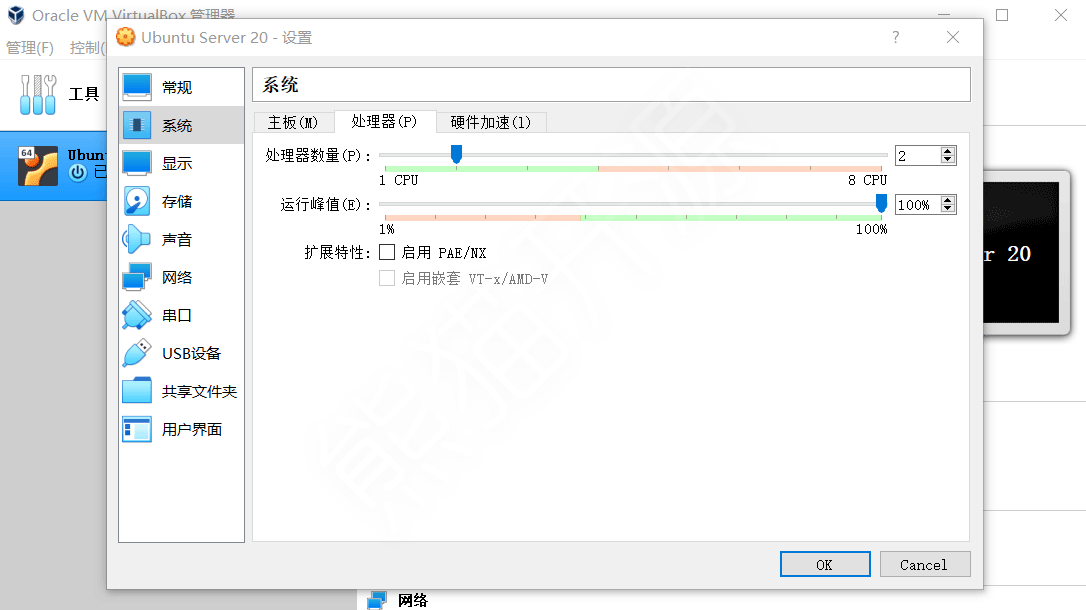 Oracle VM VirtualBox 管理器
管理(F) 控制(
工具
64
Ubun
Ubuntu Server 20 - 设置
?
常规
系统
显示
存储
声音
网络
串口
USB设备
共享文件夹
用户界面
系统
主板(M) 处理器(P) 硬件加速(l)
处理器数量(P): 2
1 CPU 8 CPU
运行峰值(E): 100%
1% 100%
扩展特性: 启用 PAE/NX
启用嵌套 VT-x/AMD-V
r 20
OK Cancel
网络